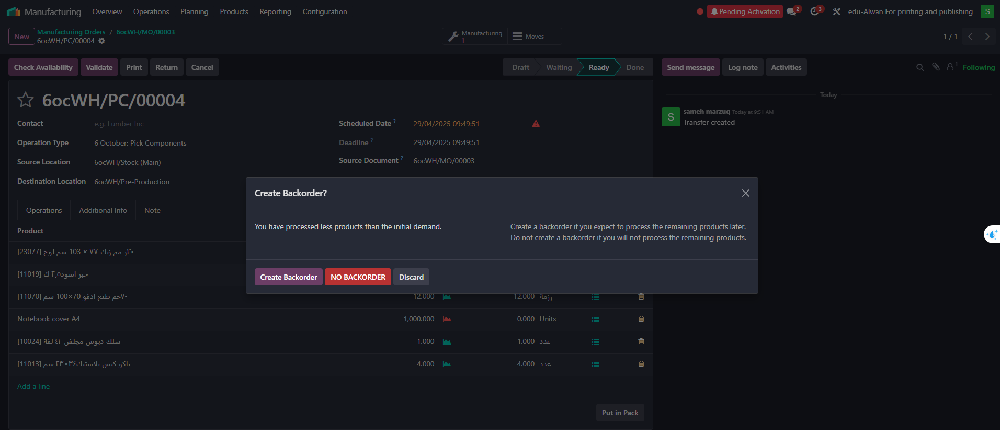 Manufacturing Overview Operations Planning Products Reporting Configuration Pending Activation 2 3 edu-Alwan For printing and publishing S
New Manufacturing Orders / 6ocWH/MO/00003
6ocWH/PC/00004
Manufacturing 1 Moves
1 / 1
Check Availability Validate Print Return Cancel Draft Waiting Ready Done Send message Log note Activities 1 Following
Today
6ocWH/PC/00004
S sameh marzuq Today at 9:51 AM
Transfer created
Contact e.g. Lumber Inc Scheduled Date ? 29/04/2025 09:49:51
Operation Type 6 October: Pick Components Deadline ? 29/04/2025 09:49:51
Source Location 6ocWH/Stock (Main) Source Document ? 6ocWH/MO/00003
Destination Location 6ocWH/Pre-Production
Create Backorder?
Operations Additional Info Note
You have processed less products than the initial demand.
Create a backorder if you expect to process the remaining products later.
Do not create a backorder if you will not process the remaining products.
Create Backorder NO BACKORDER Discard
Product
[23077] ٣٠ر مم زنك ٧٧ × 103 سم لوح
[11019] حبر اسود٢,٥ ك
[11070] ٧٠جم طبع ادفو 70×100 سم 12.000 12.000 رزمة
Notebook cover A4 1,000.000 0.000 Units
[10024] سلك دبوس مجلفن ٤٢ لفة 1.000 1.000 عدد
[11013] باكو كيس بلاستيك٣٤×٢٣ سم 4.000 4.000 عدد
Add a line
Put in Pack